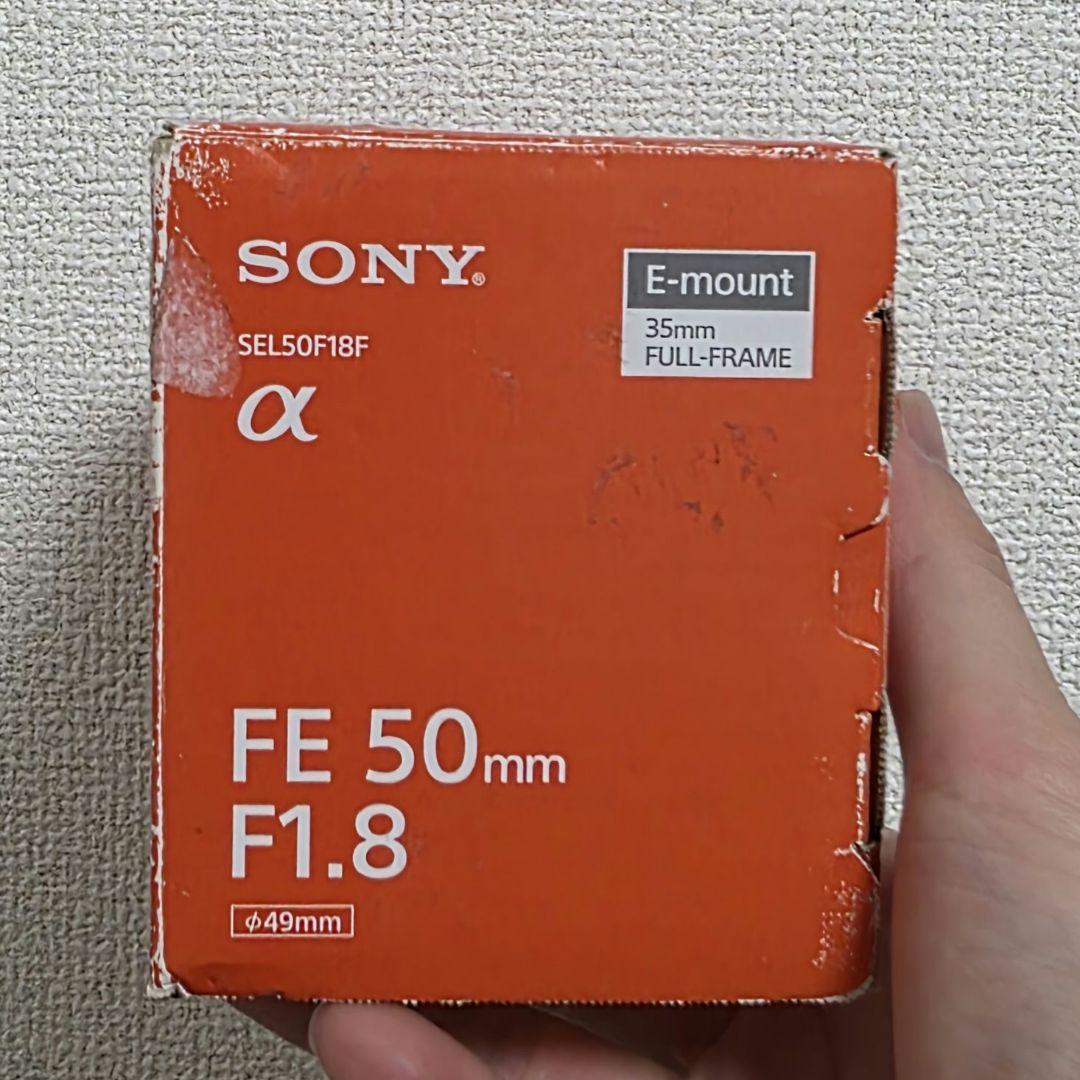 SONY®
E-mount
35mm
FULL-FRAME
SEL50F18F
α
FE 50mm
F1.8
φ49mm